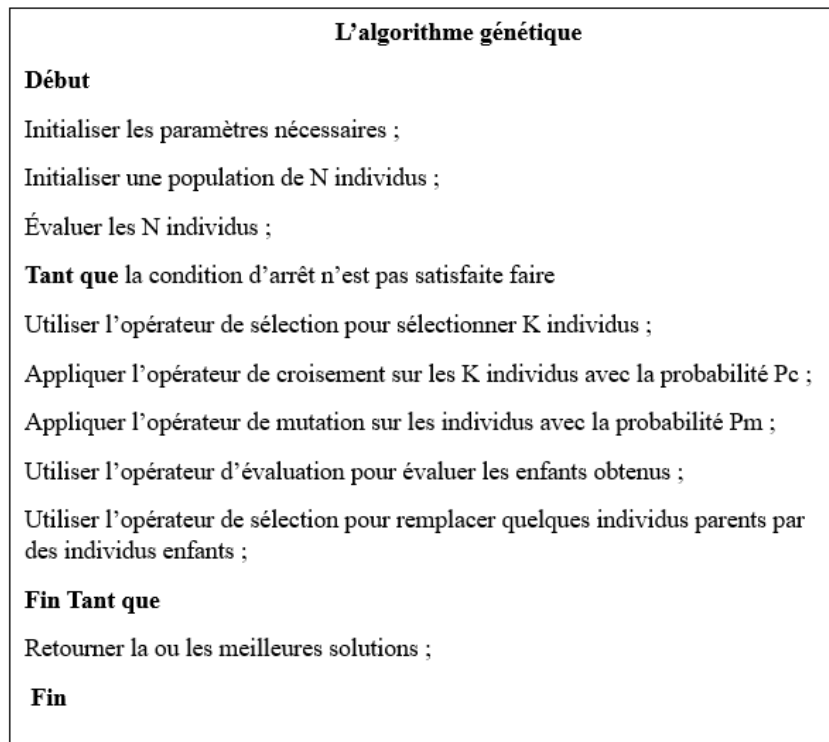 L’algorithme génétique
Début
Initialiser les paramètres nécessaires ;
Initialiser une population de N individus ;
Évaluer les N individus ;
Tant que la condition d’arrêt n’est pas satisfaite faire
Utiliser l’opérateur de sélection pour sélectionner K individus ;
Appliquer l’opérateur de croisement sur les K individus avec la probabilité Pc ;
Appliquer l’opérateur de mutation sur les individus avec la probabilité Pm ;
Utiliser l’opérateur d’évaluation pour évaluer les enfants obtenus ;
Utiliser l’opérateur de sélection pour remplacer quelques individus parents par
des individus enfants ;
Fin Tant que
Retourner la ou les meilleures solutions ;
Fin